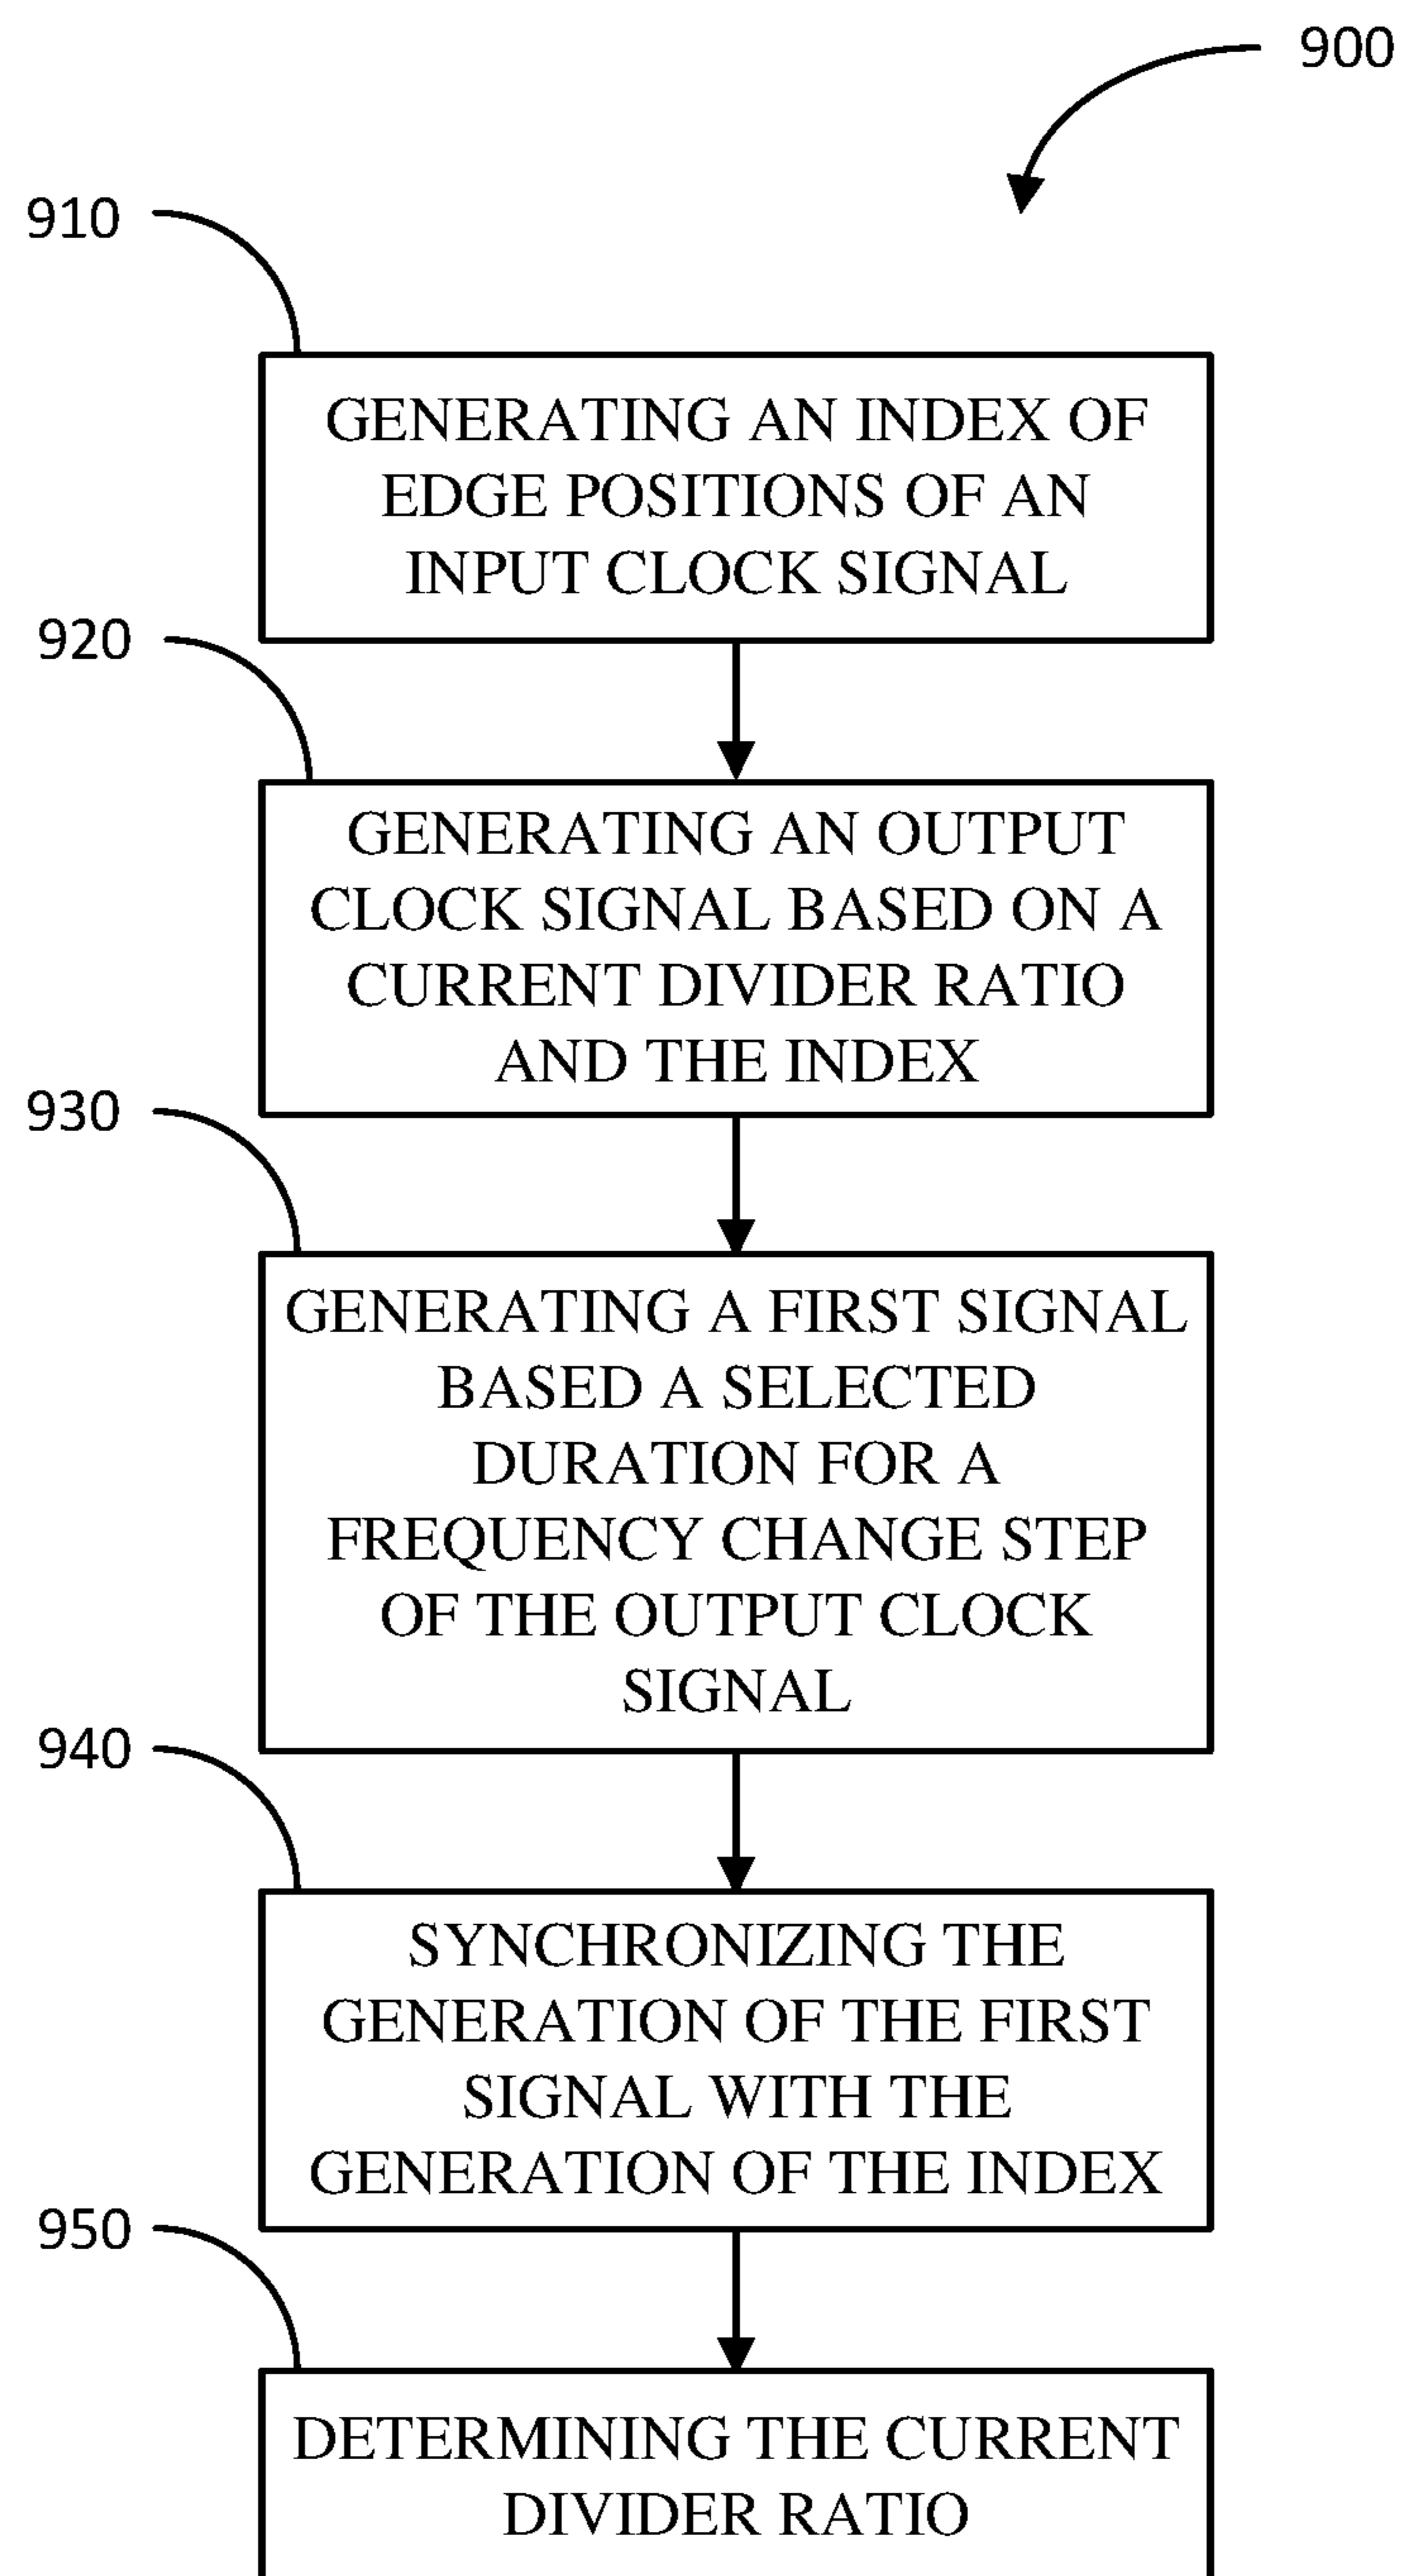 900
910
GENERATING AN INDEX OF
EDGE POSITIONS OF AN
INPUT CLOCK SIGNAL
920
GENERATING AN OUTPUT
CLOCK SIGNAL BASED ON A
CURRENT DIVIDER RATIO
AND THE INDEX
930
GENERATING A FIRST SIGNAL
BASED A SELECTED
DURATION FOR A
FREQUENCY CHANGE STEP
OF THE OUTPUT CLOCK
SIGNAL
940
SYNCHRONIZING THE
GENERATION OF THE FIRST
SIGNAL WITH THE
GENERATION OF THE INDEX
950
DETERMINING THE CURRENT
DIVIDER RATIO